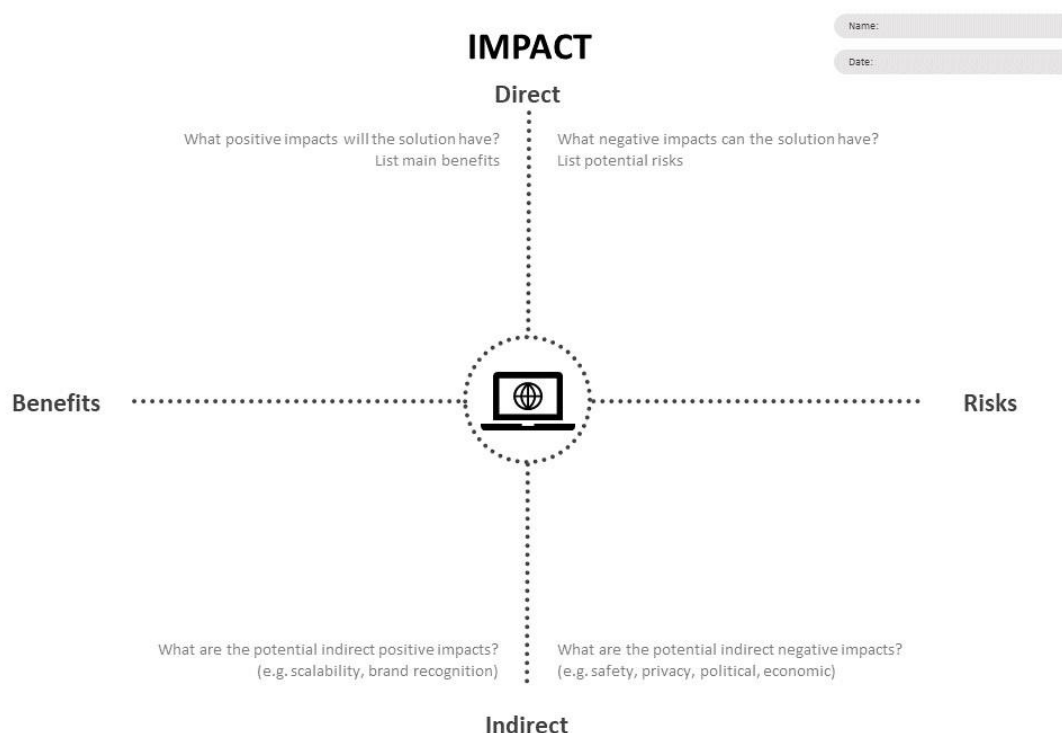 Name:
IMPACT
Date:
Direct
What positive impacts will the solution have?
List main benefits
What negative impacts can the solution have?
List potential risks
Benefits
Risks
What are the potential indirect positive impacts?
(e.g. scalability, brand recognition)
What are the potential indirect negative impacts?
(e.g. safety, privacy, political, economic)
Indirect